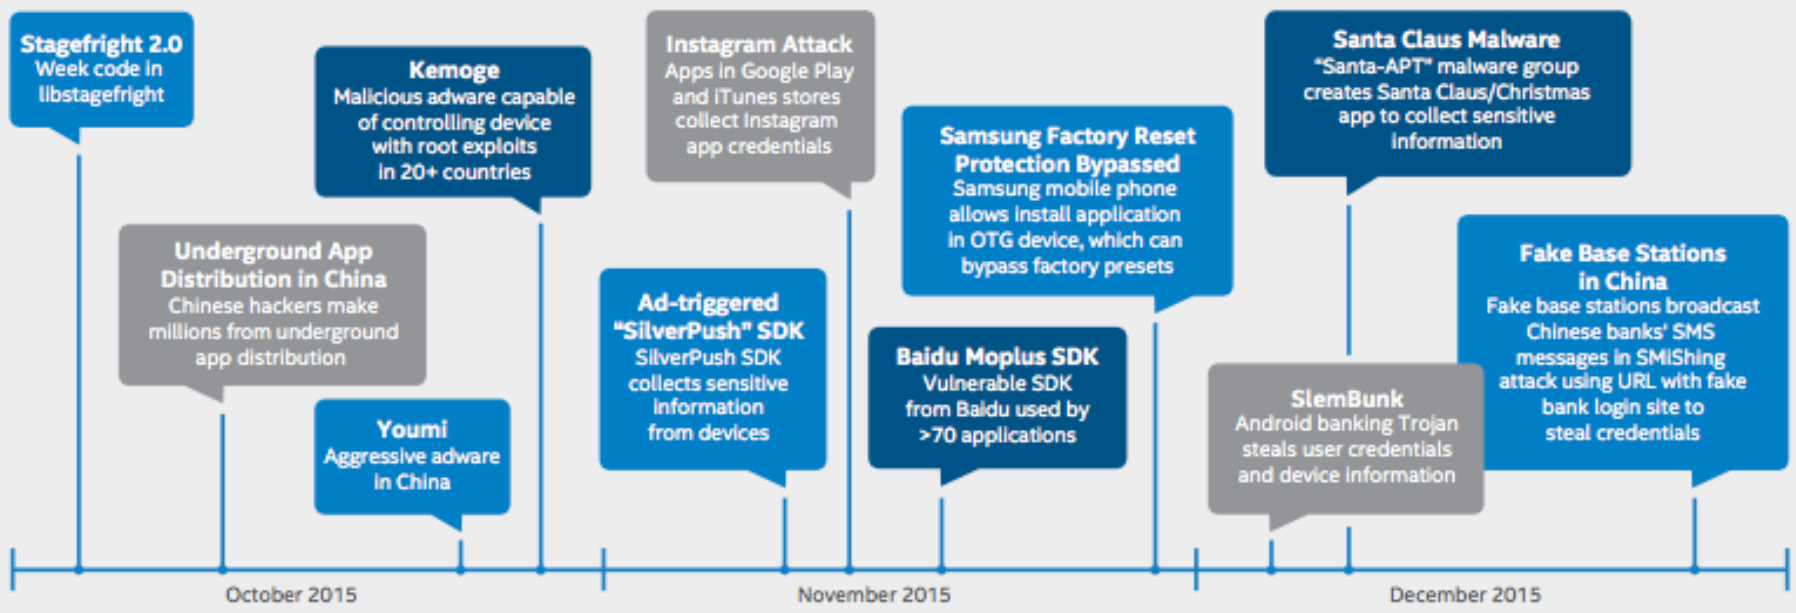 Stagefright 2.0
Week code in
libstagefright
Underground App
Distribution in China
Chinese hackers make
millions from underground
app distribution
Kemoge
Malicious adware capable
of controlling device
with root exploits
in 20+ countries
Youmi
Aggressive adware
in China
Instagram Attack
Apps in Google Play
and iTunes stores
collect Instagram
app credentials
Ad-triggered
"SilverPush" SDK
SilverPush SDK
collects sensitive
information
from devices
Samsung Factory Reset
Protection Bypassed
Samsung mobile phone
allows install application
in OTG device, which can
bypass factory presets
Baidu Moplus SDK
Vulnerable SDK
from Baidu used by
>70 applications
Santa Claus Malware
"Santa-APT" malware group
creates Santa Claus/Christmas
app to collect sensitive
information
SlemBunk
Android banking Trojan
steals user credentials
and device information
Fake Base Stations
in China
Fake base stations broadcast
Chinese banks' SMS
messages in SMiShing
attack using URL with fake
bank login site to
steal credentials
October 2015
November 2015
December 2015